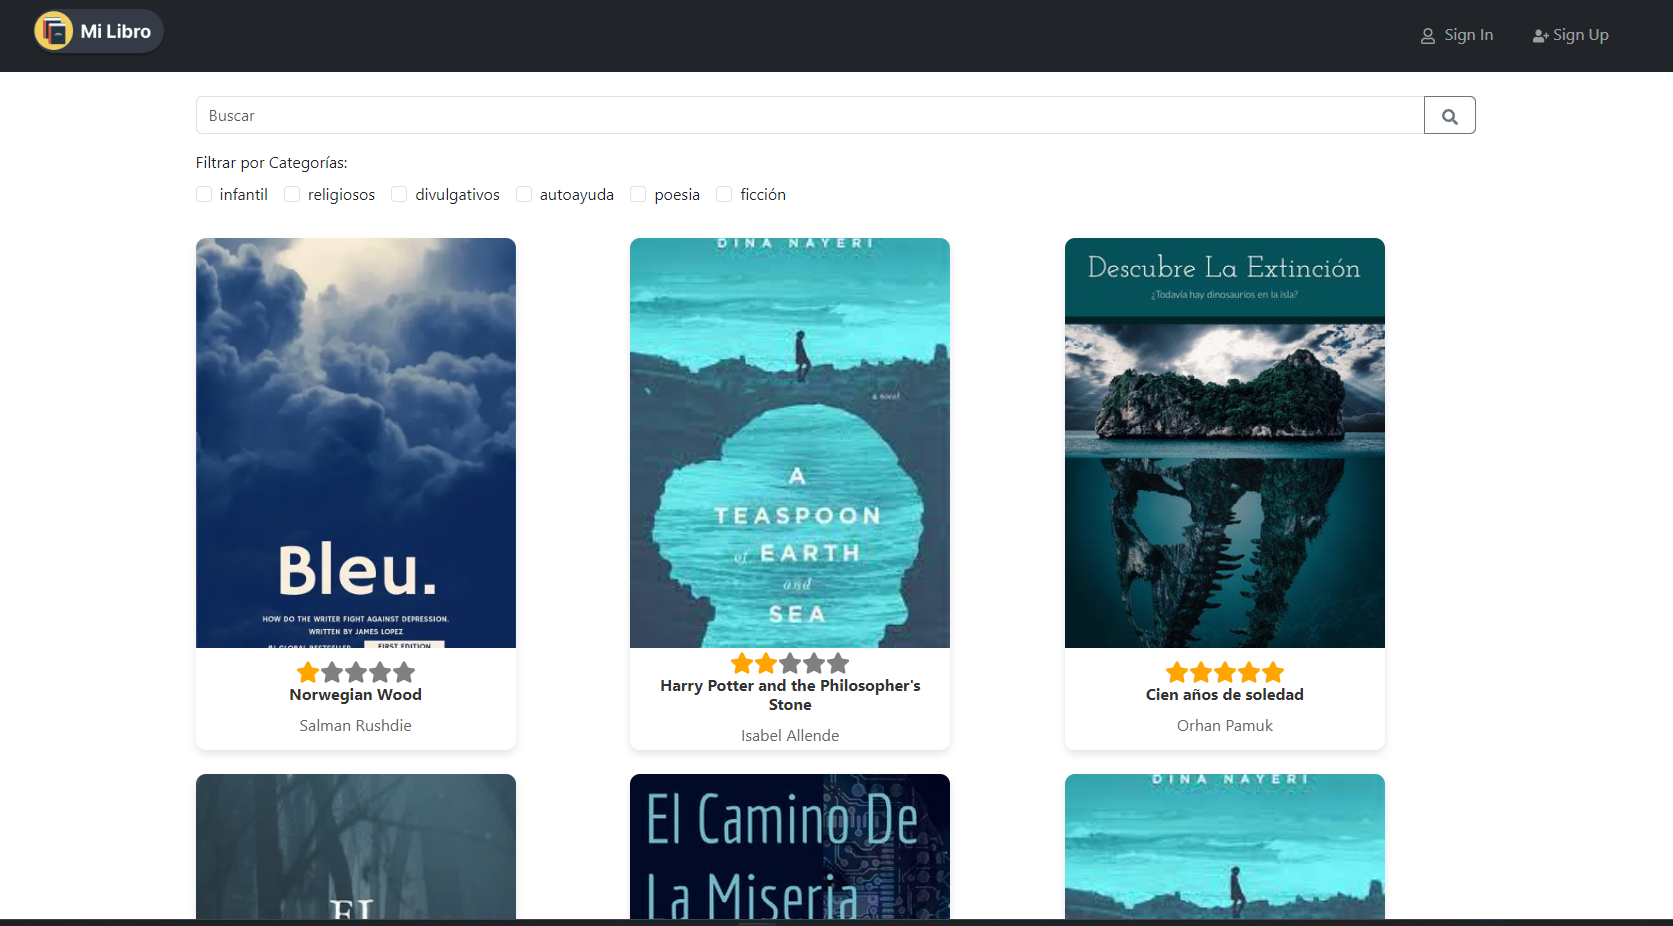 Mi Libro
Sign In
Sign Up
Buscar
Filtrar por Categorías:
infantil religiosos divulgativos autoayuda poesia ficción
Bleu.
HOW DO THE WRITER FIGHT AGAINST DEPRESSION.
WRITTEN BY JAMES LOPEZ
#1 GLOBAL BESTSELLER FIRST EDITION
Norwegian Wood
Salman Rushdie
DINA NAYERI
a novel
A
TEASPOON
of EARTH
and
SEA
Harry Potter and the Philosopher's
Stone
Isabel Allende
Descubre La Extinción
¿Todavía hay dinosaurios en la isla?
Cien años de soledad
Orhan Pamuk
El
El Camino De
La Miseria
DINA NAYERI